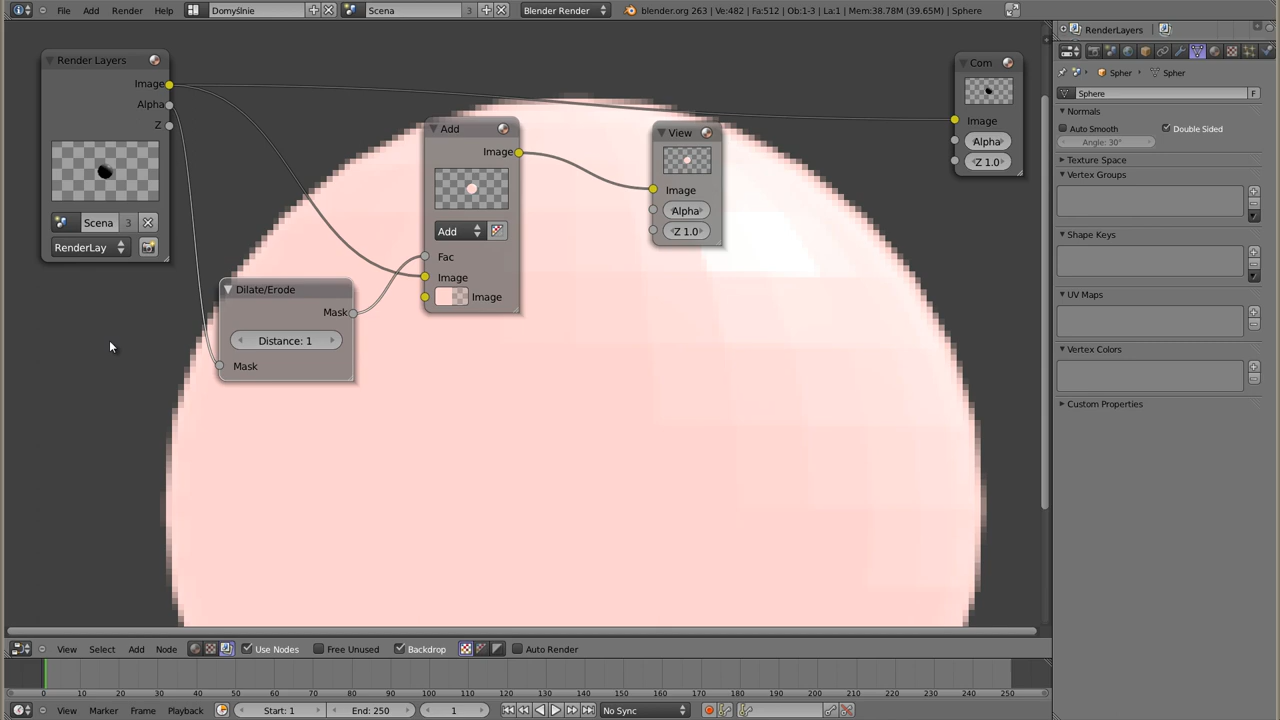 File Add Render Help Domyślnie Scena 3 Blender Render blender.org 263 | Ve:482 | Fa:512 | Ob:1-3 | La:1 | Mem:38.78M (39.65M) | Sphere
RenderLayers
Spher Spher
Sphere F
Normals
Auto Smooth Double Sided
Angle: 30°
Texture Space
Vertex Groups
Shape Keys
UV Maps
Vertex Colors
Custom Properties
Render Layers
Image
Alpha
Z
Scena 3
RenderLay
Dilate/Erode
Mask
Distance: 1
Mask
Add
Image
Add
Fac
Image
Image
View
Image
Alpha
Z 1.0
Com
Image
Alpha
Z 1.0
View Select Add Node Use Nodes Free Unused Backdrop Auto Render
0 10 20 30 40 50 60 70 80 90 100 110 120 130 140 150 160 170 180 190 200 210 220 230 240 250
View Marker Frame Playback Start: 1 End: 250 1 No Sync